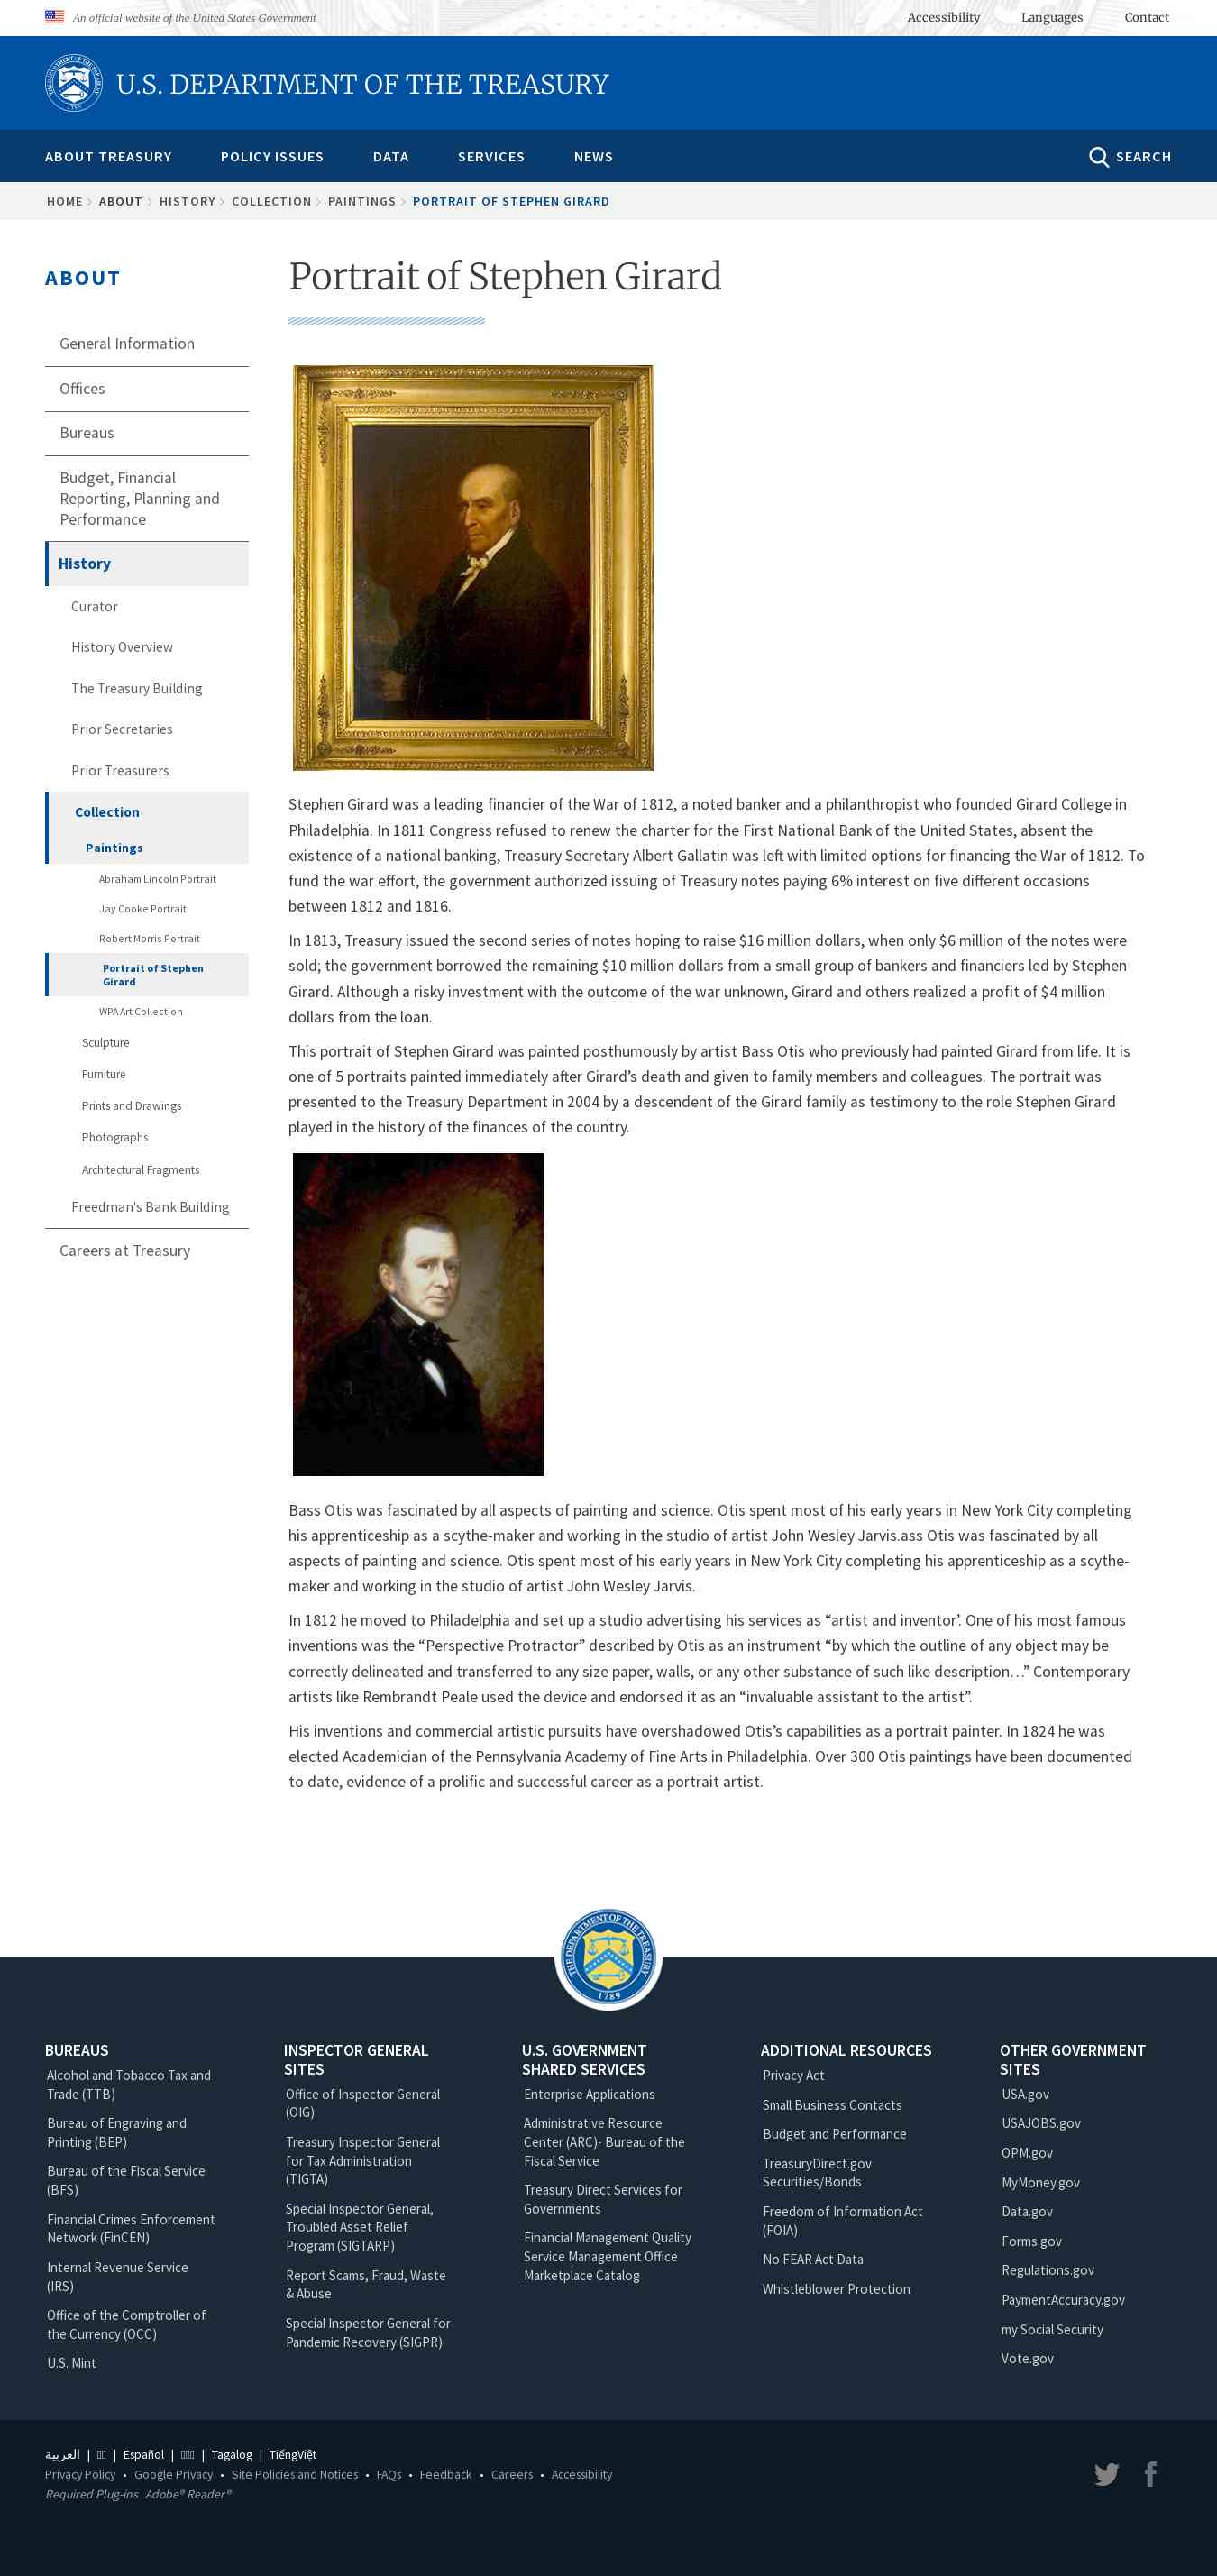 An official website of the United States Government
Accessibility
Languages
Contact
U.S. DEPARTMENT OF THE TREASURY
ABOUT TREASURY
POLICY ISSUES
DATA
SERVICES
NEWS
SEARCH
HOME
ABOUT
HISTORY
COLLECTION
PAINTINGS
PORTRAIT OF STEPHEN GIRARD
ABOUT
General Information
Offices
Bureaus
Budget, Financial
Reporting, Planning and
Performance
History
Curator
History Overview
The Treasury Building
Prior Secretaries
Prior Treasurers
Collection
Paintings
Abraham Lincoln Portrait
Jay Cooke Portrait
Robert Morris Portrait
Portrait of Stephen
Girard
WPA Art Collection
Sculpture
Furniture
Prints and Drawings
Photographs
Architectural Fragments
Freedman's Bank Building
Careers at Treasury
Portrait of Stephen Girard
Stephen Girard was a leading financier of the War of 1812, a noted banker and a philanthropist who founded Girard College in
Philadelphia. In 1811 Congress refused to renew the charter for the First National Bank of the United States, absent the
existence of a national banking, Treasury Secretary Albert Gallatin was left with limited options for financing the War of 1812. To
fund the war effort, the government authorized issuing of Treasury notes paying 6% interest on five different occasions
between 1812 and 1816.
In 1813, Treasury issued the second series of notes hoping to raise $16 million dollars, when only $6 million of the notes were
sold; the government borrowed the remaining $10 million dollars from a small group of bankers and financiers led by Stephen
Girard. Although a risky investment with the outcome of the war unknown, Girard and others realized a profit of $4 million
dollars from the loan.
This portrait of Stephen Girard was painted posthumously by artist Bass Otis who previously had painted Girard from life. It is
one of 5 portraits painted immediately after Girard’s death and given to family members and colleagues. The portrait was
presented to the Treasury Department in 2004 by a descendent of the Girard family as testimony to the role Stephen Girard
played in the history of the finances of the country.
Bass Otis was fascinated by all aspects of painting and science. Otis spent most of his early years in New York City completing
his apprenticeship as a scythe-maker and working in the studio of artist John Wesley Jarvis.ass Otis was fascinated by all
aspects of painting and science. Otis spent most of his early years in New York City completing his apprenticeship as a scythe-
maker and working in the studio of artist John Wesley Jarvis.
In 1812 he moved to Philadelphia and set up a studio advertising his services as “artist and inventor’. One of his most famous
inventions was the “Perspective Protractor” described by Otis as an instrument “by which the outline of any object may be
correctly delineated and transferred to any size paper, walls, or any other substance of such like description…” Contemporary
artists like Rembrandt Peale used the device and endorsed it as an “invaluable assistant to the artist”.
His inventions and commercial artistic pursuits have overshadowed Otis’s capabilities as a portrait painter. In 1824 he was
elected Academician of the Pennsylvania Academy of Fine Arts in Philadelphia. Over 300 Otis paintings have been documented
to date, evidence of a prolific and successful career as a portrait artist.
THE DEPARTMENT OF THE TREASURY
1789
BUREAUS
Alcohol and Tobacco Tax and
Trade (TTB)
Bureau of Engraving and
Printing (BEP)
Bureau of the Fiscal Service
(BFS)
Financial Crimes Enforcement
Network (FinCEN)
Internal Revenue Service
(IRS)
Office of the Comptroller of
the Currency (OCC)
U.S. Mint
INSPECTOR GENERAL
SITES
Office of Inspector General
(OIG)
Treasury Inspector General
for Tax Administration
(TIGTA)
Special Inspector General,
Troubled Asset Relief
Program (SIGTARP)
Report Scams, Fraud, Waste
& Abuse
Special Inspector General for
Pandemic Recovery (SIGPR)
U.S. GOVERNMENT
SHARED SERVICES
Enterprise Applications
Administrative Resource
Center (ARC)- Bureau of the
Fiscal Service
Treasury Direct Services for
Governments
Financial Management Quality
Service Management Office
Marketplace Catalog
ADDITIONAL RESOURCES
Privacy Act
Small Business Contacts
Budget and Performance
TreasuryDirect.gov
Securities/Bonds
Freedom of Information Act
(FOIA)
No FEAR Act Data
Whistleblower Protection
OTHER GOVERNMENT
SITES
USA.gov
USAJOBS.gov
OPM.gov
MyMoney.gov
Data.gov
Forms.gov
Regulations.gov
PaymentAccuracy.gov
my Social Security
Vote.gov
العربية | | Español | | Tagalog | TiếngViệt
Privacy Policy • Google Privacy • Site Policies and Notices • FAQs • Feedback • Careers • Accessibility
Required Plug-ins Adobe® Reader®